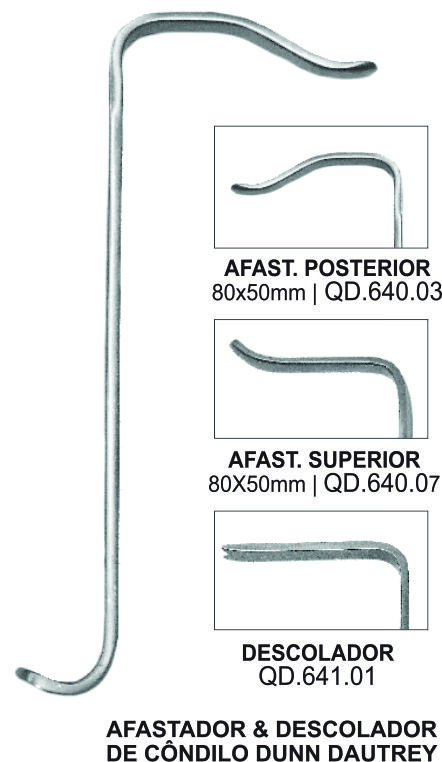 AFAST. POSTERIOR
80x50mm | QD.640.03
AFAST. SUPERIOR
80X50mm | QD.640.07
DESCOLADOR
QD.641.01
AFASTADOR & DESCOLADOR
DE CÔNDILO DUNN DAUTREY